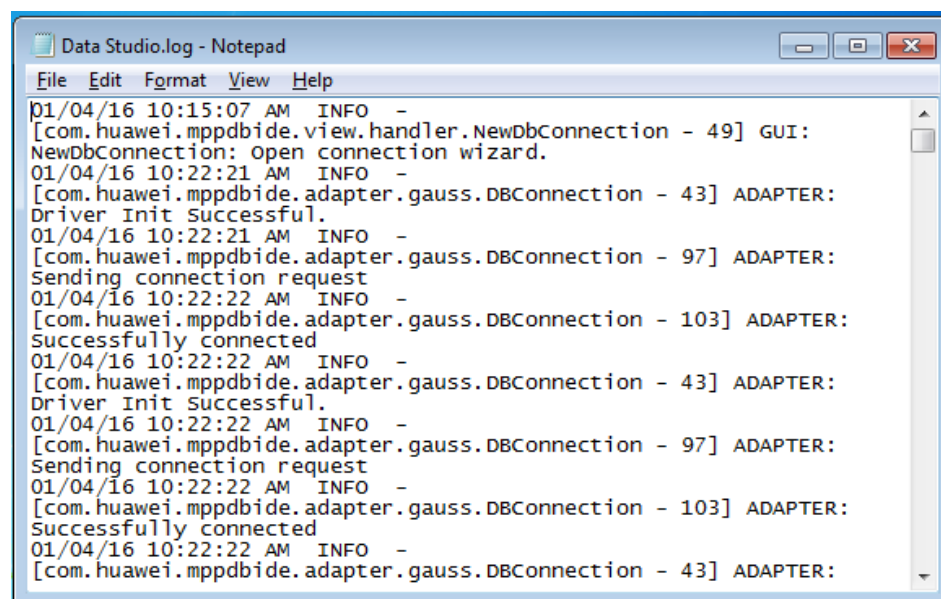 Data Studio.log - Notepad
File Edit Format View Help
01/04/16 10:15:07 AM  INFO  -
[com.huawei.mppdbide.view.handler.NewDbConnection - 49] GUI:
NewDbConnection: Open connection wizard.
01/04/16 10:22:21 AM  INFO  -
[com.huawei.mppdbide.adapter.gauss.DBConnection - 43] ADAPTER:
Driver Init Successful.
01/04/16 10:22:21 AM  INFO  -
[com.huawei.mppdbide.adapter.gauss.DBConnection - 97] ADAPTER:
Sending connection request
01/04/16 10:22:22 AM  INFO  -
[com.huawei.mppdbide.adapter.gauss.DBConnection - 103] ADAPTER:
Successfully connected
01/04/16 10:22:22 AM  INFO  -
[com.huawei.mppdbide.adapter.gauss.DBConnection - 43] ADAPTER:
Driver Init Successful.
01/04/16 10:22:22 AM  INFO  -
[com.huawei.mppdbide.adapter.gauss.DBConnection - 97] ADAPTER:
Sending connection request
01/04/16 10:22:22 AM  INFO  -
[com.huawei.mppdbide.adapter.gauss.DBConnection - 103] ADAPTER:
Successfully connected
01/04/16 10:22:22 AM  INFO  -
[com.huawei.mppdbide.adapter.gauss.DBConnection - 43] ADAPTER: